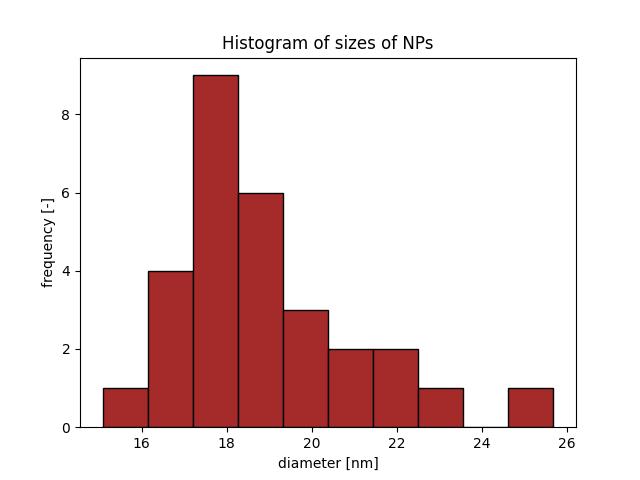 Histogram of sizes of NPs
frequency [-]
8
6
4
2
0
16 18 20 22 24 26
diameter [nm]